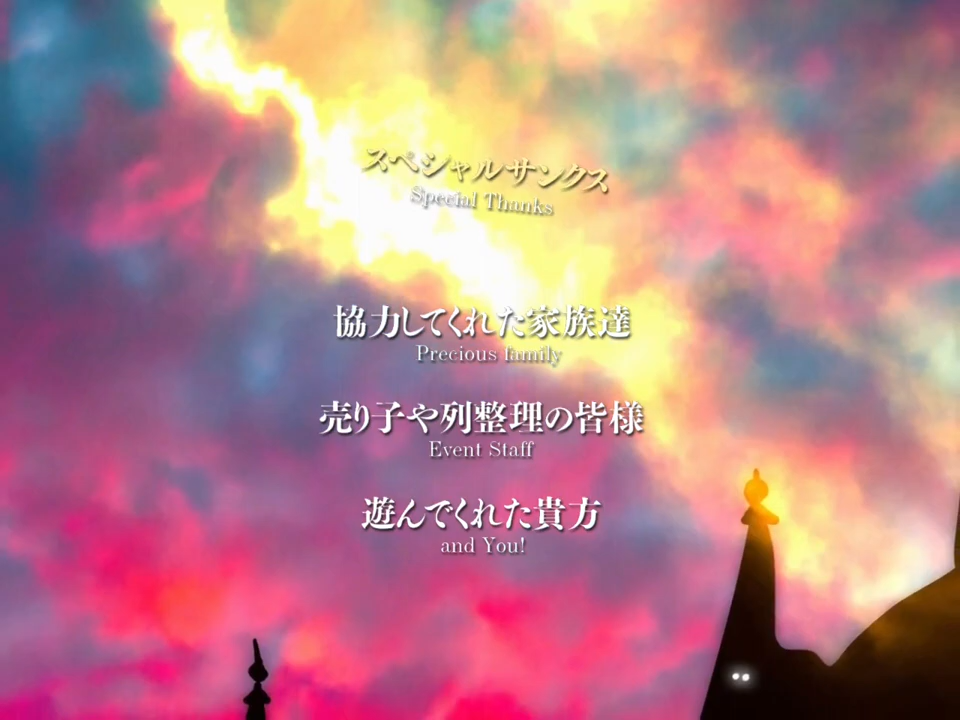 スペシャルサンクス
Special Thanks
協力してくれた家族達
Precious family
売り子や列整理の皆様
Event Staff
遊んでくれた貴方
and You!